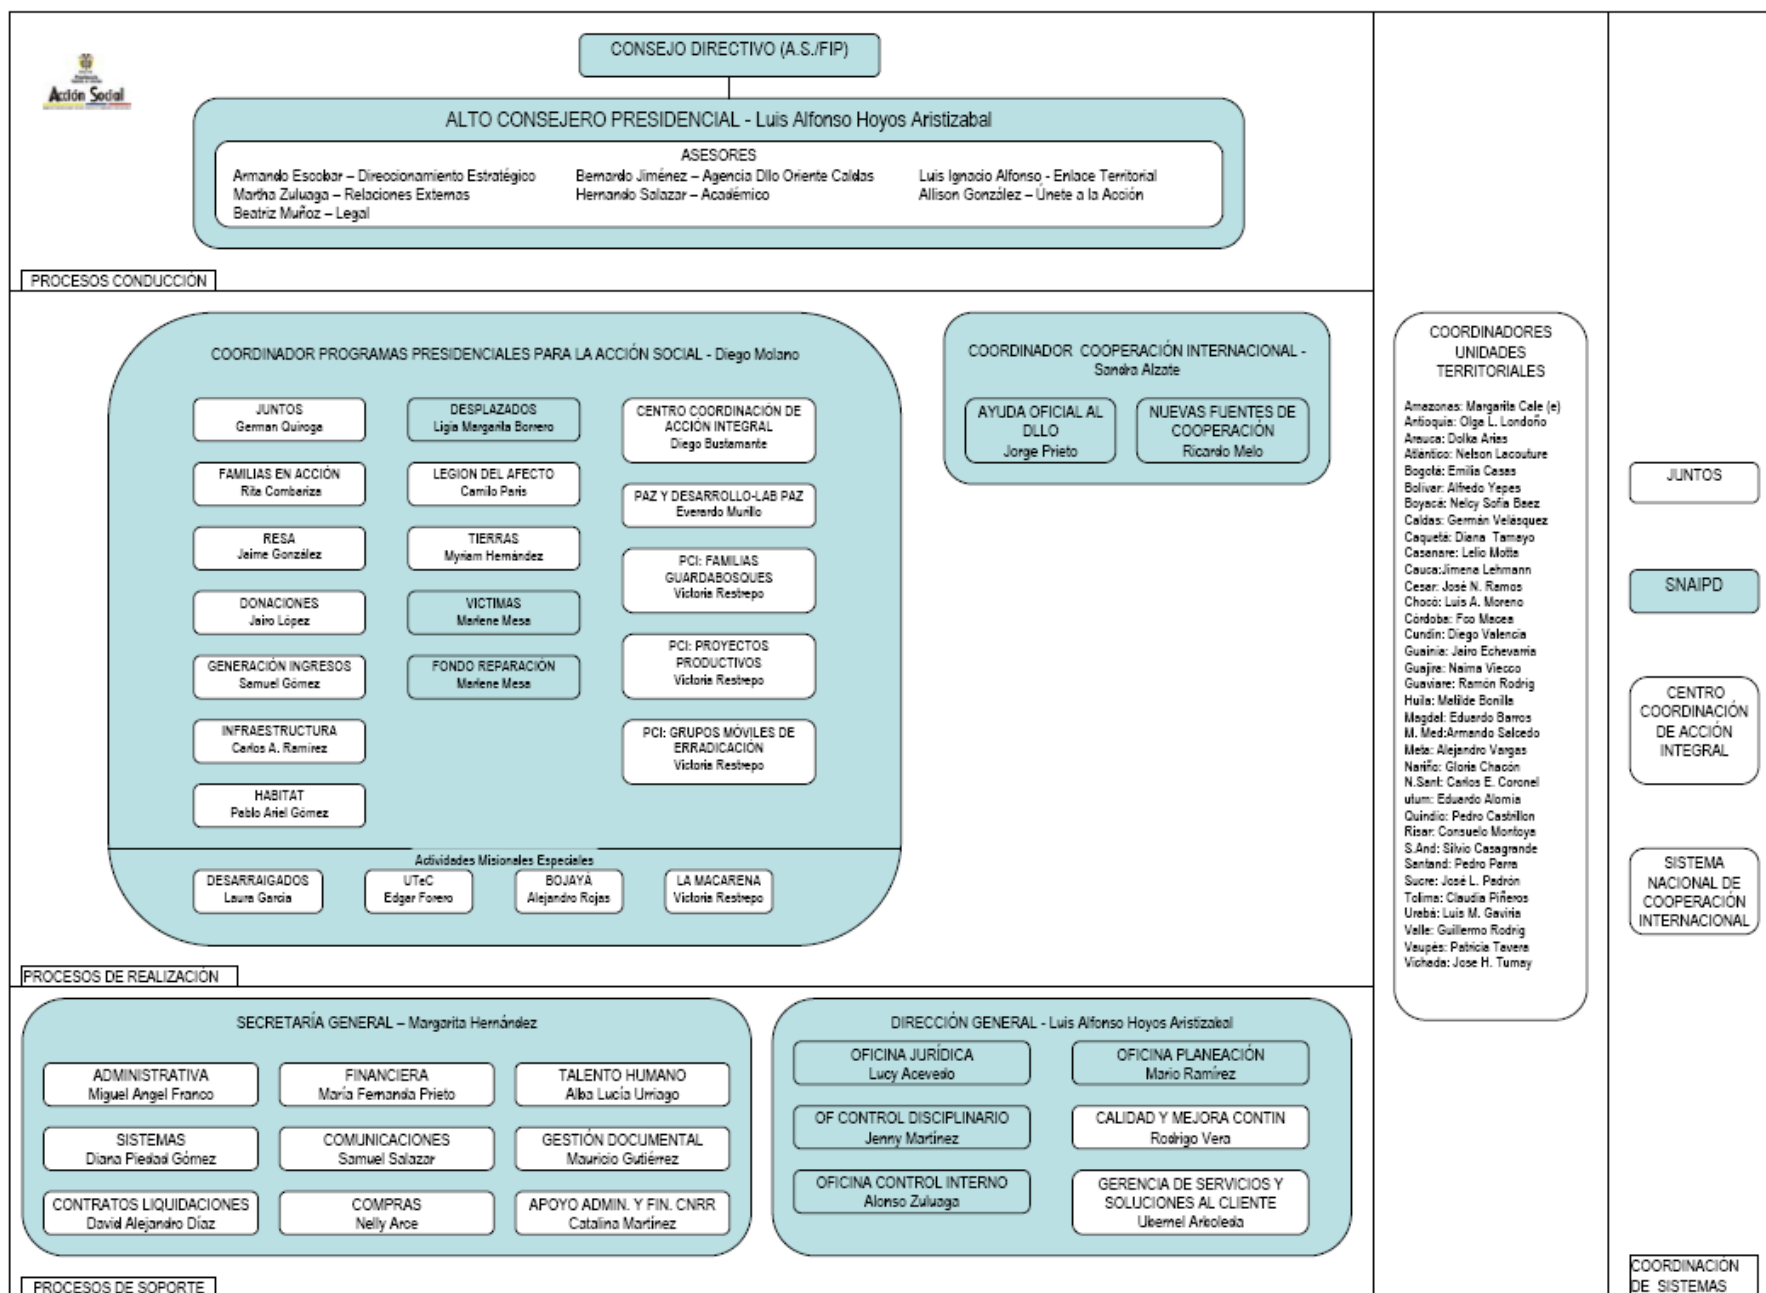 Acción Social
CONSEJO DIRECTIVO (A.S./FIP)
ALTO CONSEJERO PRESIDENCIAL - Luis Alfonso Hoyos Aristizabal
ASESORES
Armando Escobar – Direccionamiento Estratégico
Martha Zuluaga – Relaciones Externas
Beatriz Muñoz – Legal
Bernardo Jiménez – Agencia Dllo Oriente Caldas
Hernando Salazar – Académico
Luis Ignacio Alfonso - Enlace Territorial
Allison González – Únete a la Acción
PROCESOS CONDUCCIÓN
COORDINADOR PROGRAMAS PRESIDENCIALES PARA LA ACCIÓN SOCIAL - Diego Molano
JUNTOS
German Quiroga
FAMILIAS EN ACCIÓN
Rita Combariza
RESA
Jaime González
DONACIONES
Jairo López
GENERACIÓN INGRESOS
Samuel Gómez
INFRAESTRUCTURA
Carlos A. Ramirez
HABITAT
Pablo Ariel Gómez
DESPLAZADOS
Ligia Margarita Borrero
LEGION DEL AFECTO
Camilo Paris
TIERRAS
Myriam Hernández
VICTIMAS
Marlene Mesa
FONDO REPARACIÓN
Marlene Mesa
CENTRO COORDINACIÓN DE
ACCIÓN INTEGRAL
Diego Bustamante
PAZ Y DESARROLLO-LAB PAZ
Everardo Murillo
PCI: FAMILIAS
GUARDABOSQUES
Victoria Restrepo
PCI: PROYECTOS
PRODUCTIVOS
Victoria Restrepo
PCI: GRUPOS MÓVILES DE
ERRADICACIÓN
Victoria Restrepo
Actividades Misionales Especiales
DESARRAIGADOS
Laura Garcia
UTeC
Edgar Forero
BOJAYÁ
Alejandro Rojas
LA MACARENA
Victoria Restrepo
COORDINADOR COOPERACIÓN INTERNACIONAL -
Sandra Alzate
AYUDA OFICIAL AL
DLLO
Jorge Prieto
NUEVAS FUENTES DE
COOPERACIÓN
Ricardo Melo
PROCESOS DE REALIZACIÓN
SECRETARÍA GENERAL – Margarita Hernández
ADMINISTRATIVA
Miguel Angel Franco
FINANCIERA
María Fernanda Prieto
TALENTO HUMANO
Alba Lucía Urriago
SISTEMAS
Diana Piedad Gómez
COMUNICACIONES
Samuel Salazar
GESTIÓN DOCUMENTAL
Mauricio Gutiérrez
CONTRATOS LIQUIDACIONES
David Alejandro Díaz
COMPRAS
Nelly Arce
APOYO ADMIN. Y FIN. CNRR
Catalina Martínez
DIRECCIÓN GENERAL - Luis Alfonso Hoyos Aristizabal
OFICINA JURÍDICA
Lucy Acevedo
OFICINA PLANEACIÓN
Mario Ramírez
OF CONTROL DISCIPLINARIO
Jenny Martínez
CALIDAD Y MEJORA CONTIN
Rodrigo Vera
OFICINA CONTROL INTERNO
Alonso Zuluaga
GERENCIA DE SERVICIOS Y
SOLUCIONES AL CLIENTE
Ubernel Arboleda
PROCESOS DE SOPORTE
COORDINADORES
UNIDADES
TERRITORIALES
Amazonas: Margarita Cale (e)
Antioquia: Olga L. Londoño
Arauca: Dolka Arias
Atlántico: Nelson Lacouture
Bogotá: Emilia Casas
Bolivar: Alfredo Yepes
Boyacá: Nelcy Sofía Baez
Caldas: Germán Velásquez
Caquetá: Diana Tamayo
Casanare: Lelio Motta
Cauca:Jimena Lehmann
Cesar: José N. Ramos
Chocó: Luis A. Moreno
Córdoba: Fco Macea
Cundin: Diego Valencia
Guainia: Jairo Echevarria
Guajira: Naima Viecco
Guaviare: Ramón Rodrig
Huila: Matilde Bonilla
Magdal: Eduardo Barros
M. Med:Armando Salcedo
Meta: Alejandro Vargas
Nariño: Gloria Chacón
N.Sant: Carlos E. Coronel
utum: Eduardo Alomia
Quindio: Pedro Castrillon
Risar: Consuelo Montoya
S.And: Silvio Casagrande
Santand: Pedro Parra
Sucre: José L. Padrón
Tolima: Claudia Piñeros
Urabá: Luis M. Gaviria
Valle: Guillermo Rodrig
Vaupés: Patricia Tavera
Vichada: Jose H. Tumay
JUNTOS
SNAIPD
CENTRO
COORDINACIÓN
DE ACCIÓN
INTEGRAL
SISTEMA
NACIONAL DE
COOPERACIÓN
INTERNACIONAL
COORDINACIÓN
DE SISTEMAS